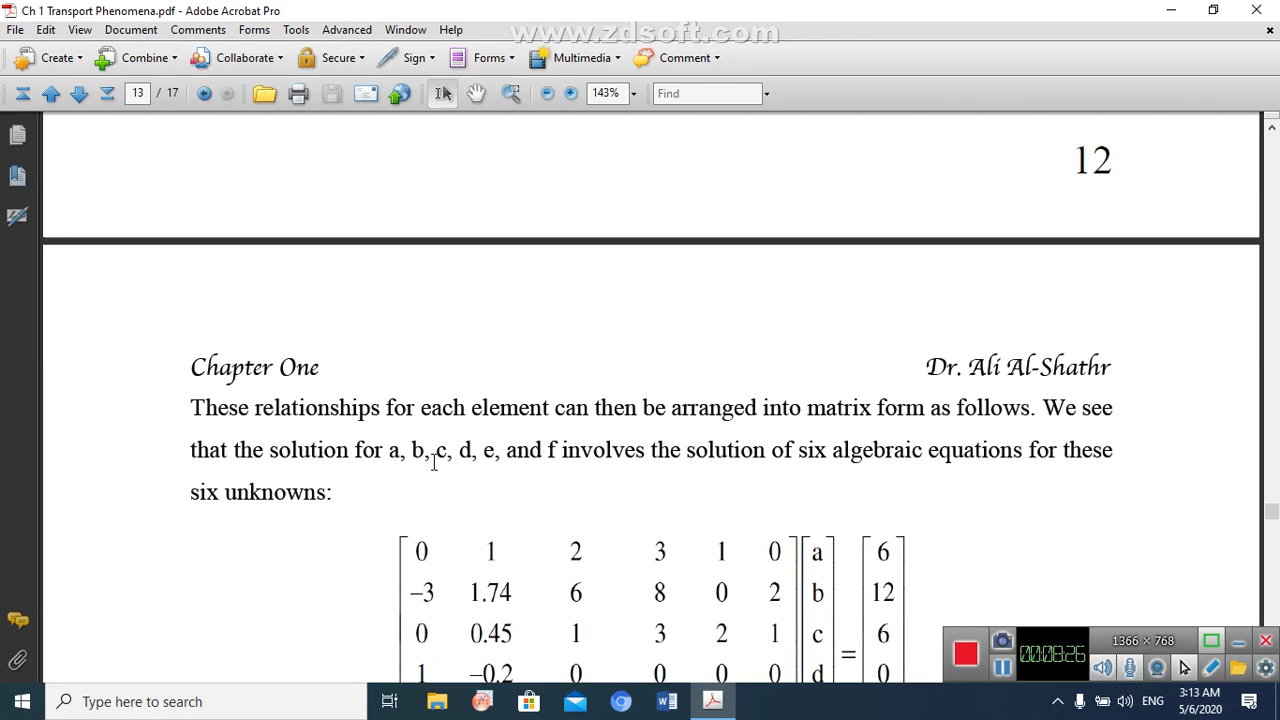 Ch 1 Transport Phenomena.pdf - Adobe Acrobat Pro
File Edit View Document Comments Forms Tools Advanced Window Help
www.zdsoft.com
Create Combine Collaborate Secure Sign Forms Multimedia Comment
13 / 17 143% Find
12
Chapter One Dr. Ali Al-Shathr
These relationships for each element can then be arranged into matrix form as follows. We see
that the solution for a, b, c, d, e, and f involves the solution of six algebraic equations for these
six unknowns:
0 1 2 3 1 0 a 6
–3 1.74 6 8 0 2 b 12
0 0.45 1 3 2 1 c = 6
1 –0.2 0 0 0 0 d 0
1366 × 768
00:08:26
Type here to search
ENG
3:13 AM
5/6/2020